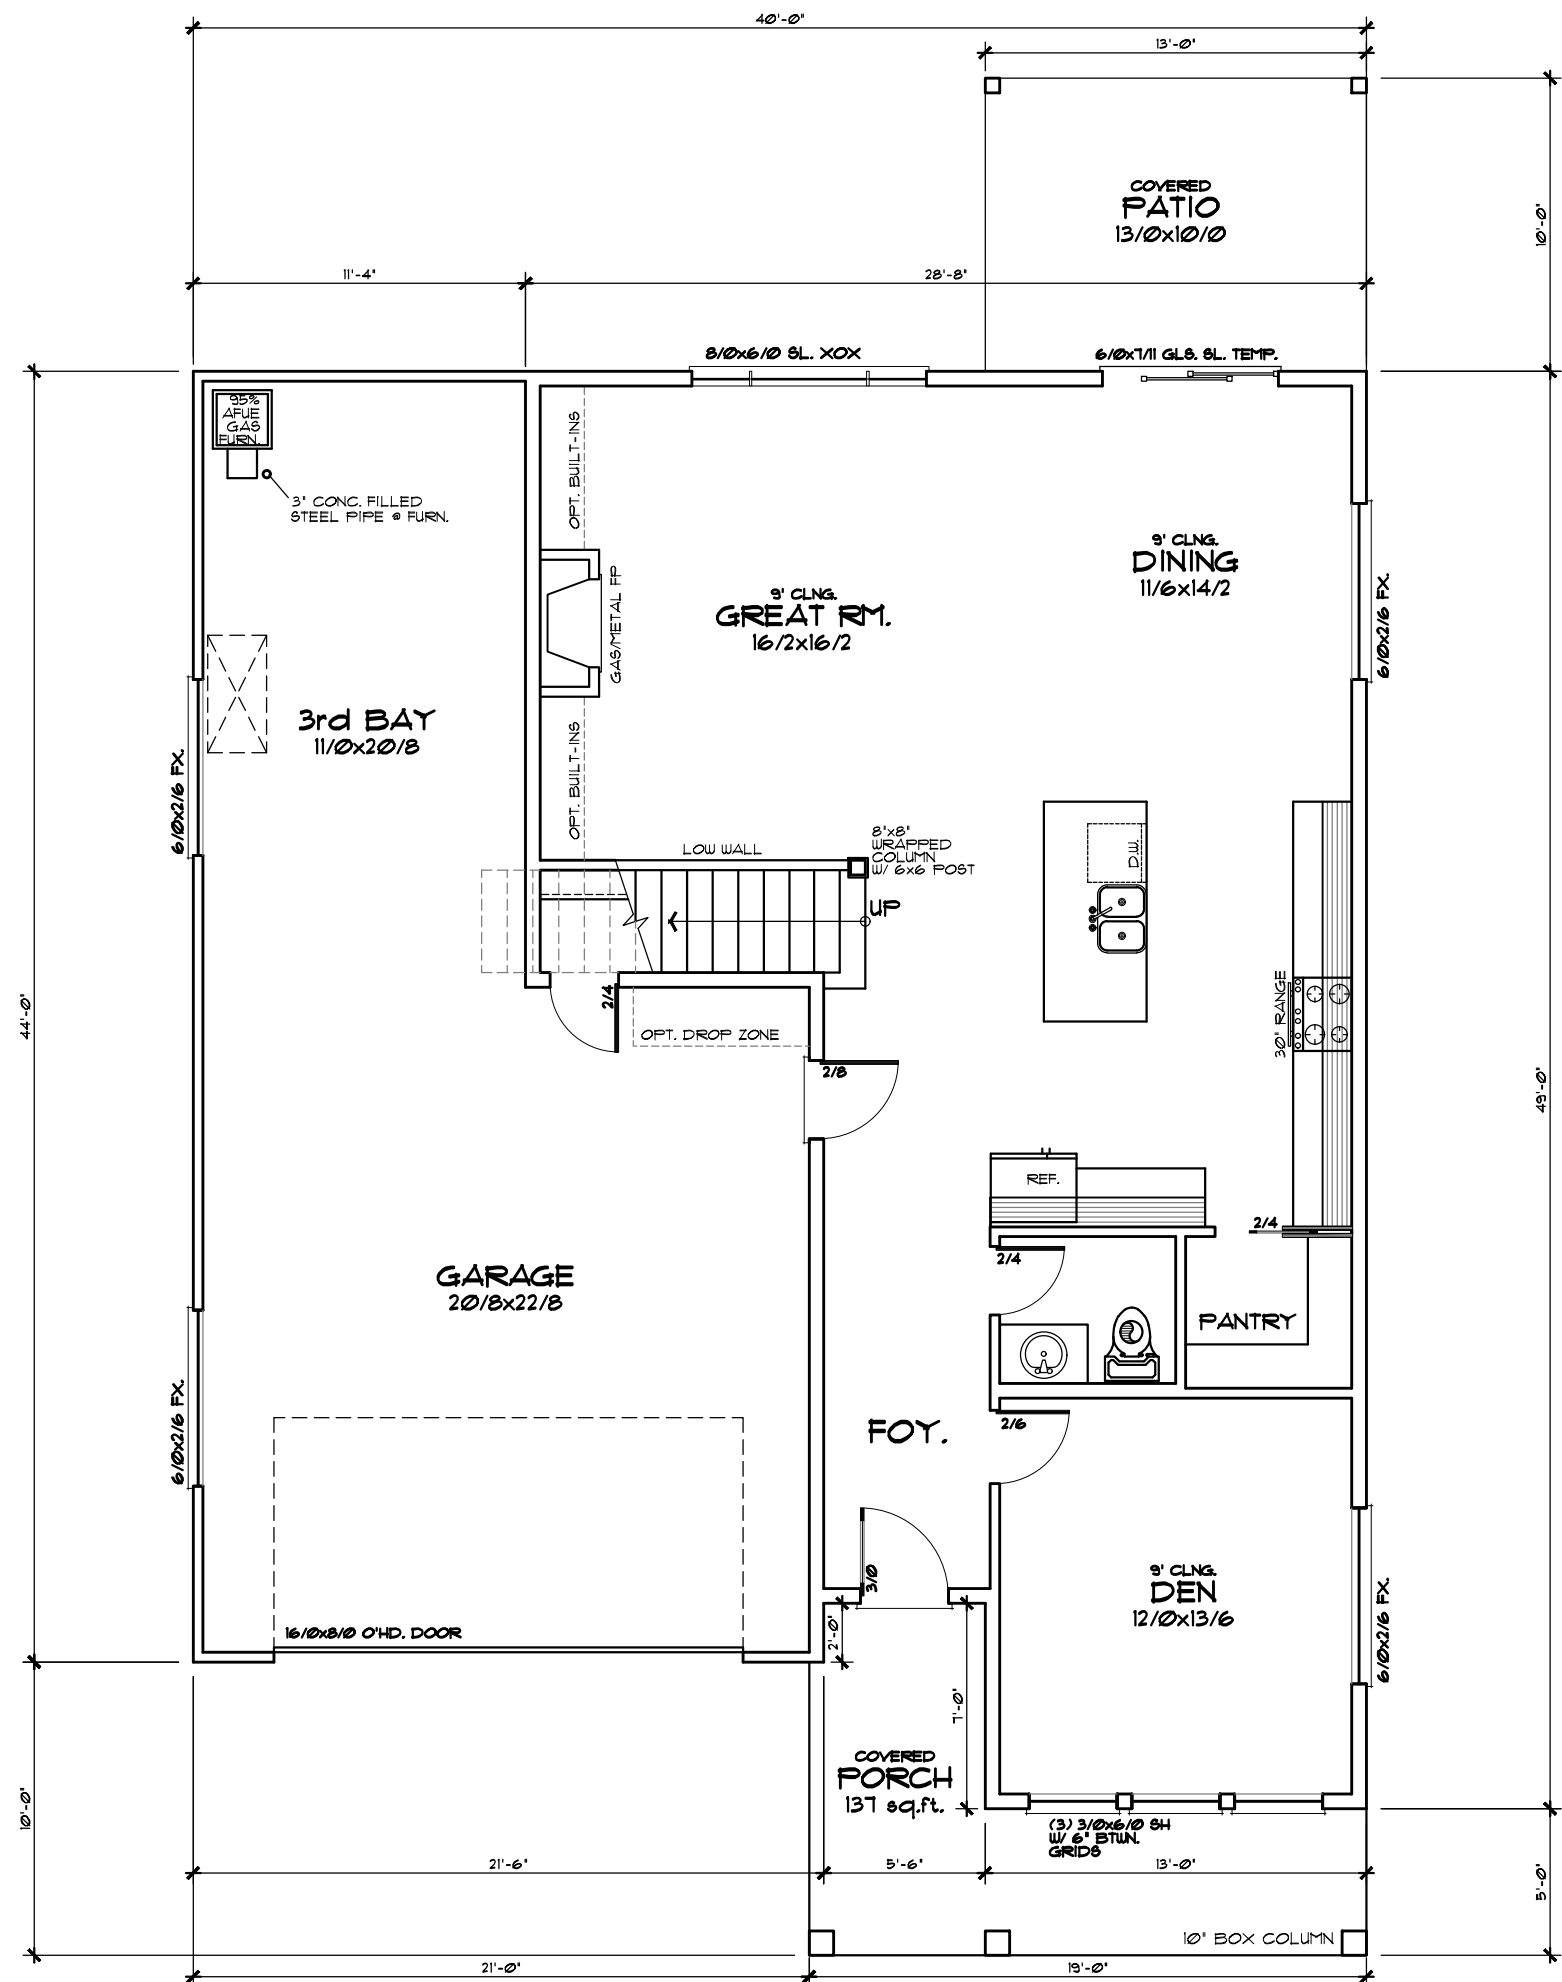 40'-0"
13'-0"
COVERED
PATIO
13/0x10/0
10'-0"
11'-4"
28'-8"
8/0x6/0 SL. XOX
6/0x7/11 GLS. SL. TEMP.
95%
AFUE
GAS
FURN.
3" CONC. FILLED
STEEL PIPE @ FURN.
OPT. BUILT-INS
9' CLNG.
DINING
11/6x14/2
9' CLNG.
GREAT RM.
16/2x16/2
GAS/METAL FP
6/0x2/6 FX.
3rd BAY
11/0x20/8
6/0x2/6 FX.
OPT. BUILT-INS
LOW WALL
8"x8"
WRAPPED
COLUMN
W/ 6x6 POST
D.W.
UP
44'-0"
2/4
OPT. DROP ZONE
30" RANGE
2/8
49'-0"
REF.
2/4
2/4
GARAGE
20/8x22/8
PANTRY
6/0x2/6 FX.
FOY.
2/6
3/0
9' CLNG.
DEN
12/0x13/6
6/0x2/6 FX.
16/0x8/0 O'HD. DOOR
2'-0"
7'-0"
COVERED
PORCH
137 sq.ft.
10'-0"
(3) 3/0x6/0 SH
W/ 6" BTWN.
GRIDS
21'-6"
5'-6"
13'-0"
5'-0"
10" BOX COLUMN
21'-0"
19'-0"